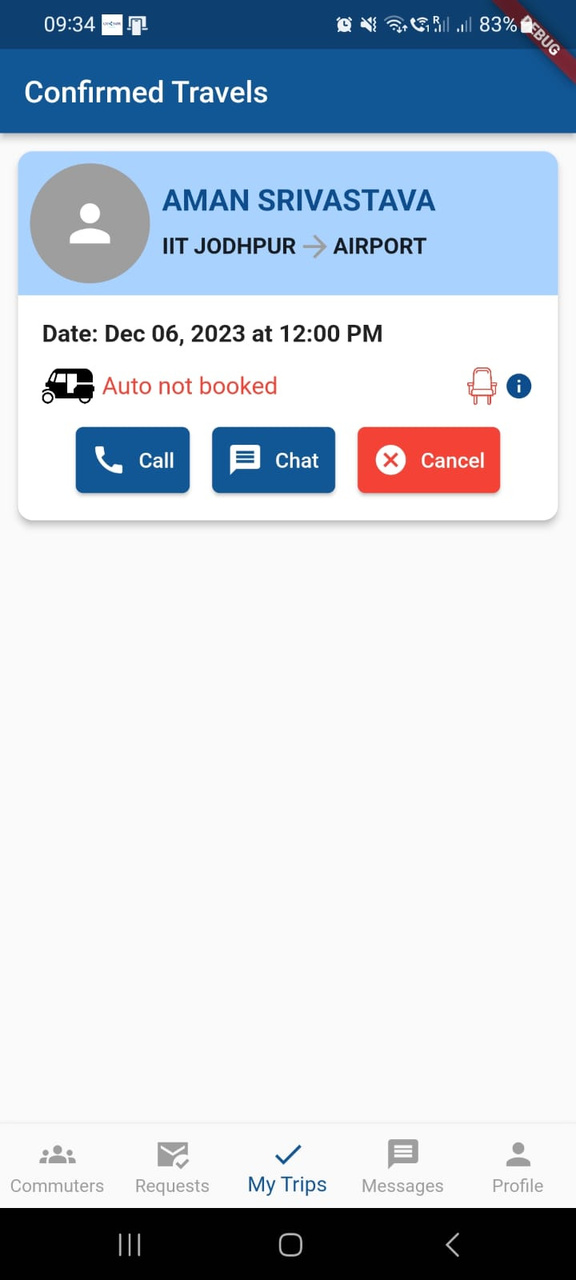 09:34 83%
DEBUG
Confirmed Travels
AMAN SRIVASTAVA
IIT JODHPUR → AIRPORT
Date: Dec 06, 2023 at 12:00 PM
Auto not booked
Call Chat Cancel
Commuters Requests My Trips Messages Profile